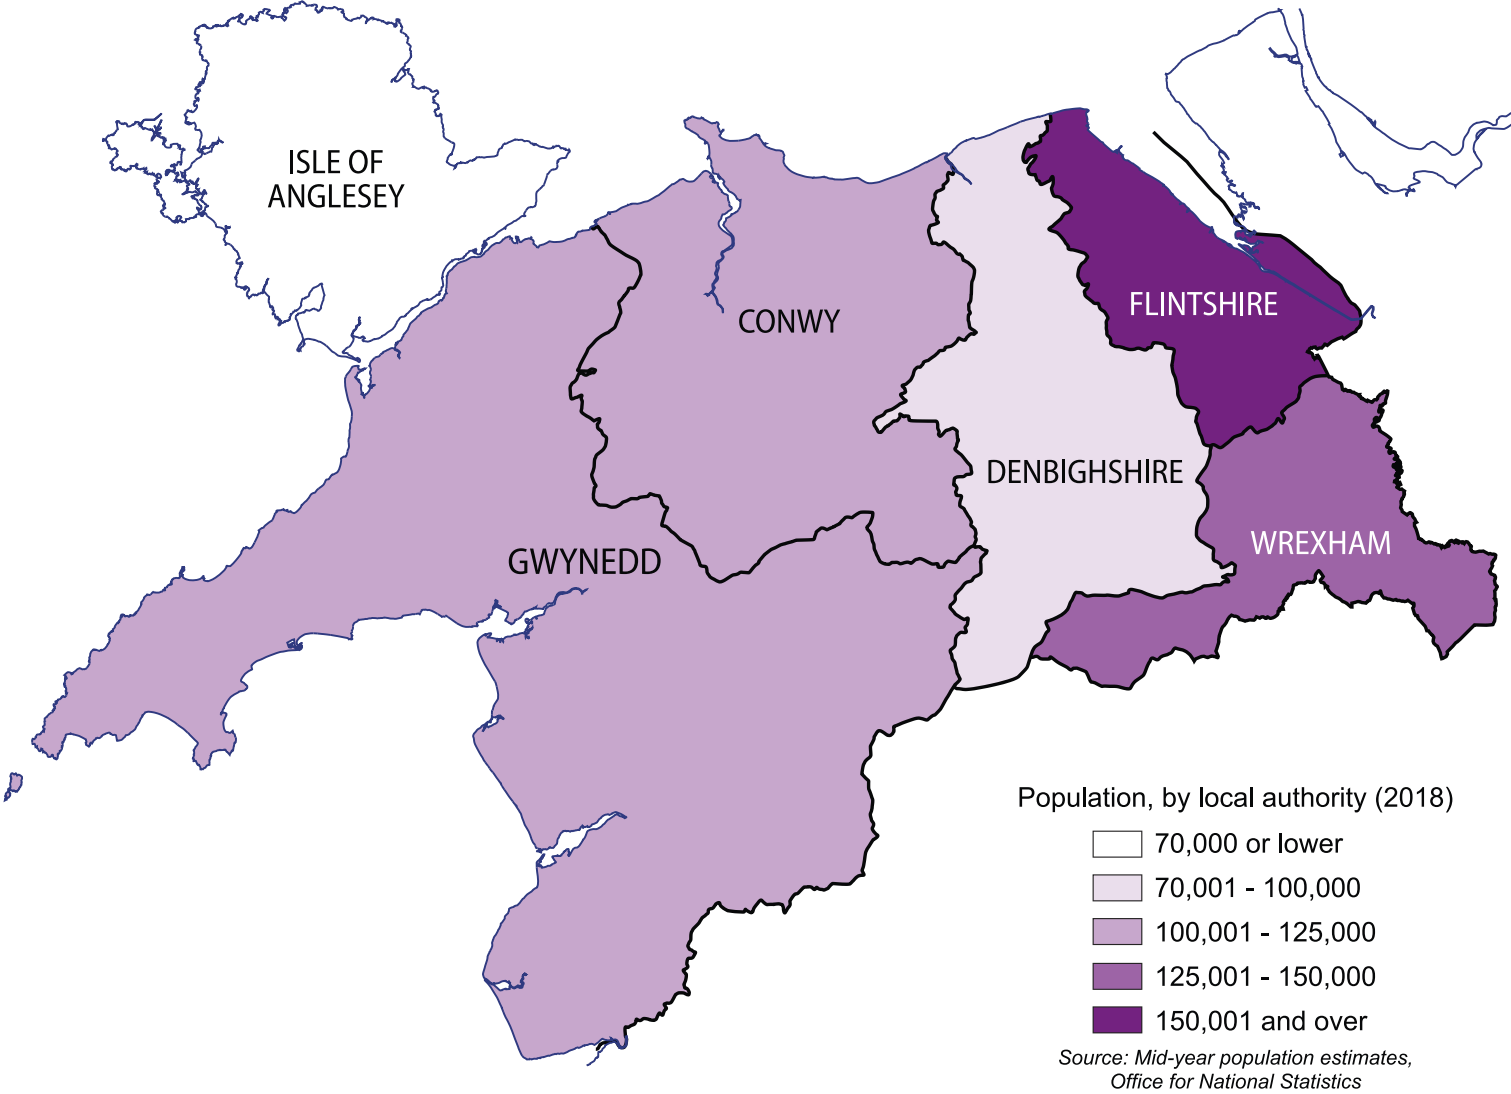 ISLE OF
ANGLESEY
FLINTSHIRE
CONWY
DENBIGHSHIRE
WREXHAM
GWYNEDD
Population, by local authority (2018)
70,000 or lower
70,001 - 100,000
100,001 - 125,000
125,001 - 150,000
150,001 and over
Source: Mid-year population estimates,
Office for National Statistics